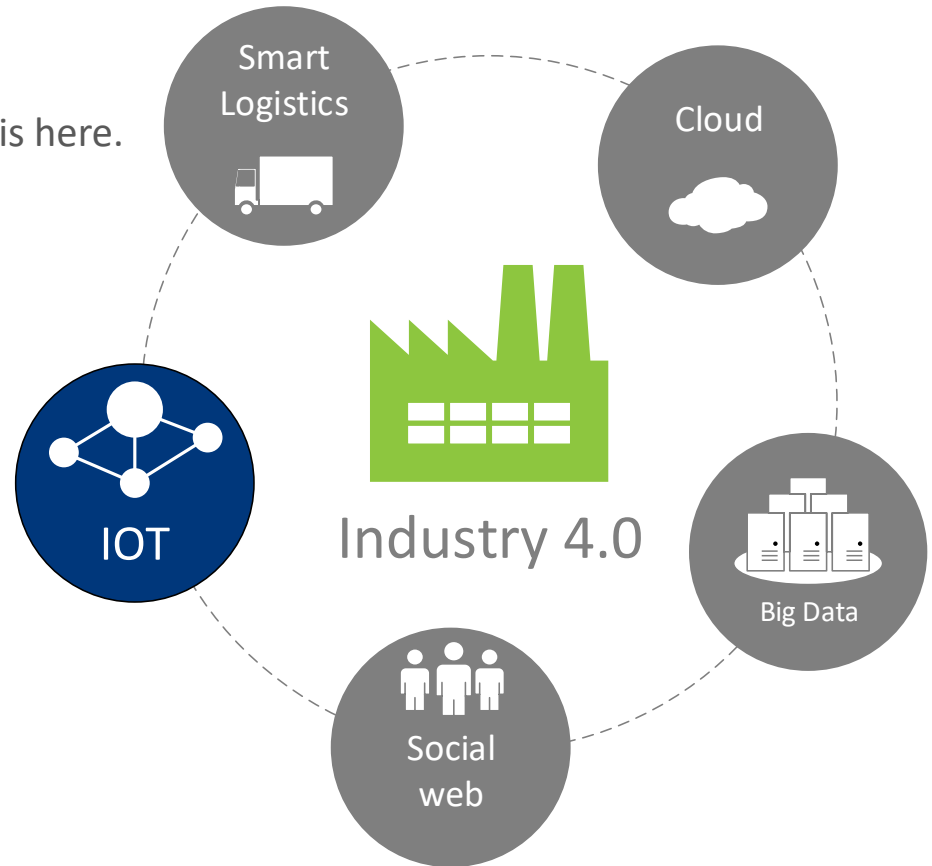 Smart
Logistics
is here.
Cloud
IOT
Industry 4.0
Big Data
Social
web